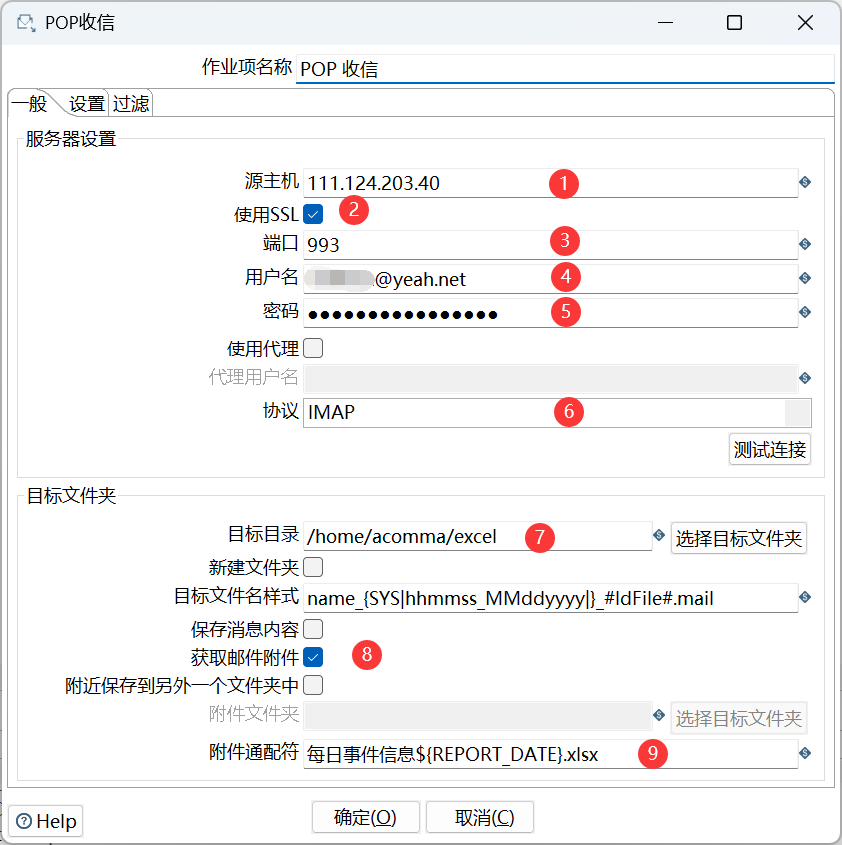 POP收信
作业项名称 POP 收信
一般 设置 过滤
服务器设置
源主机 111.124.203.40 1
使用SSL 2
端口 993 3
用户名 @yeah.net 4
密码 ●●●●●●●●●●●●●●●● 5
使用代理
代理用户名
协议 IMAP 6
测试连接
目标文件夹
目标目录 /home/acomma/excel 7 选择目标文件夹
新建文件夹
目标文件名样式 name_{SYS|hhmmss_MMddyyyy|}_#IdFile#.mail
保存消息内容
获取邮件附件 8
附近保存到另外一个文件夹中
附件文件夹 选择目标文件夹
附件通配符 每日事件信息${REPORT_DATE}.xlsx 9
Help 确定(O) 取消(C)